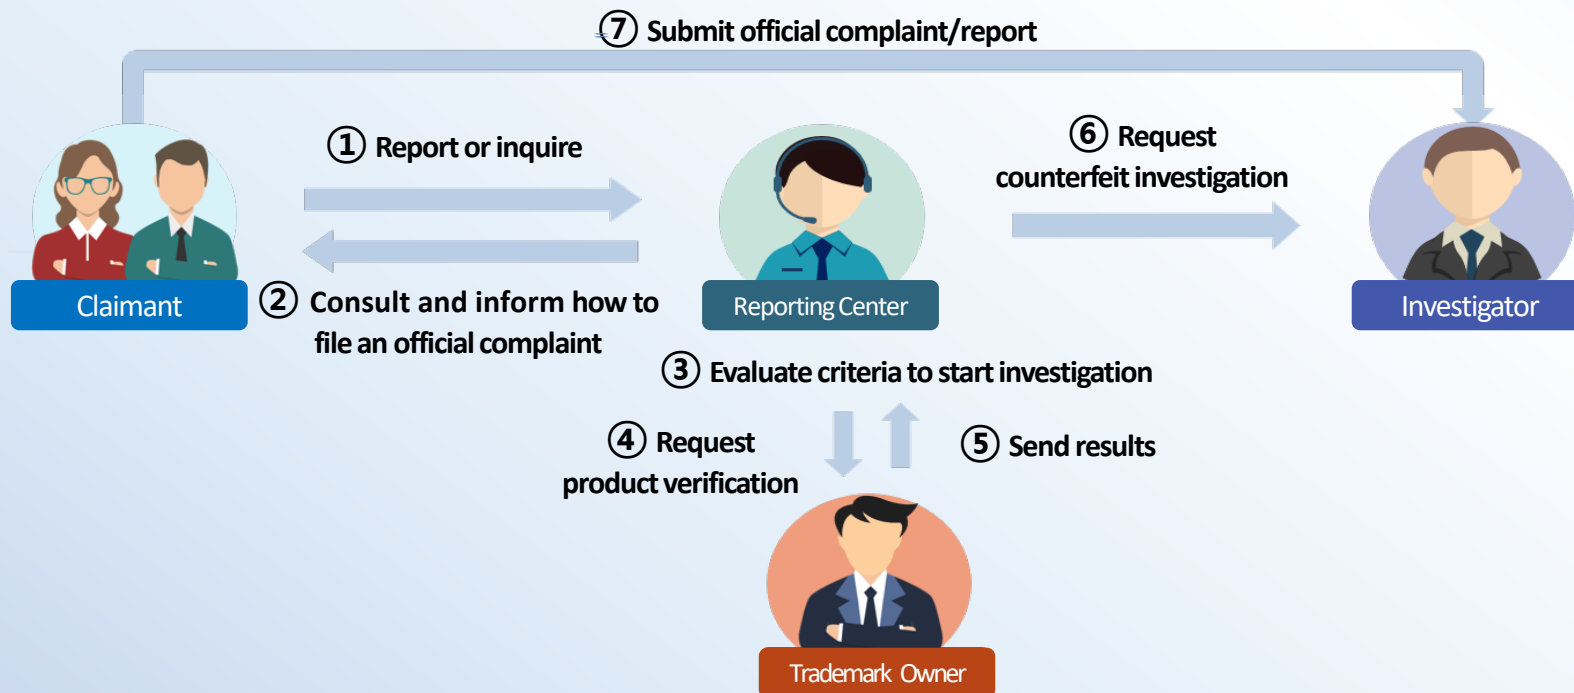 ⑦ Submit official complaint/report
① Report or inquire
⑥ Request
counterfeit investigation
Claimant
② Consult and inform how to
file an official complaint
Reporting Center
Investigator
③ Evaluate criteria to start investigation
④ Request
product verification
⑤ Send results
Trademark Owner